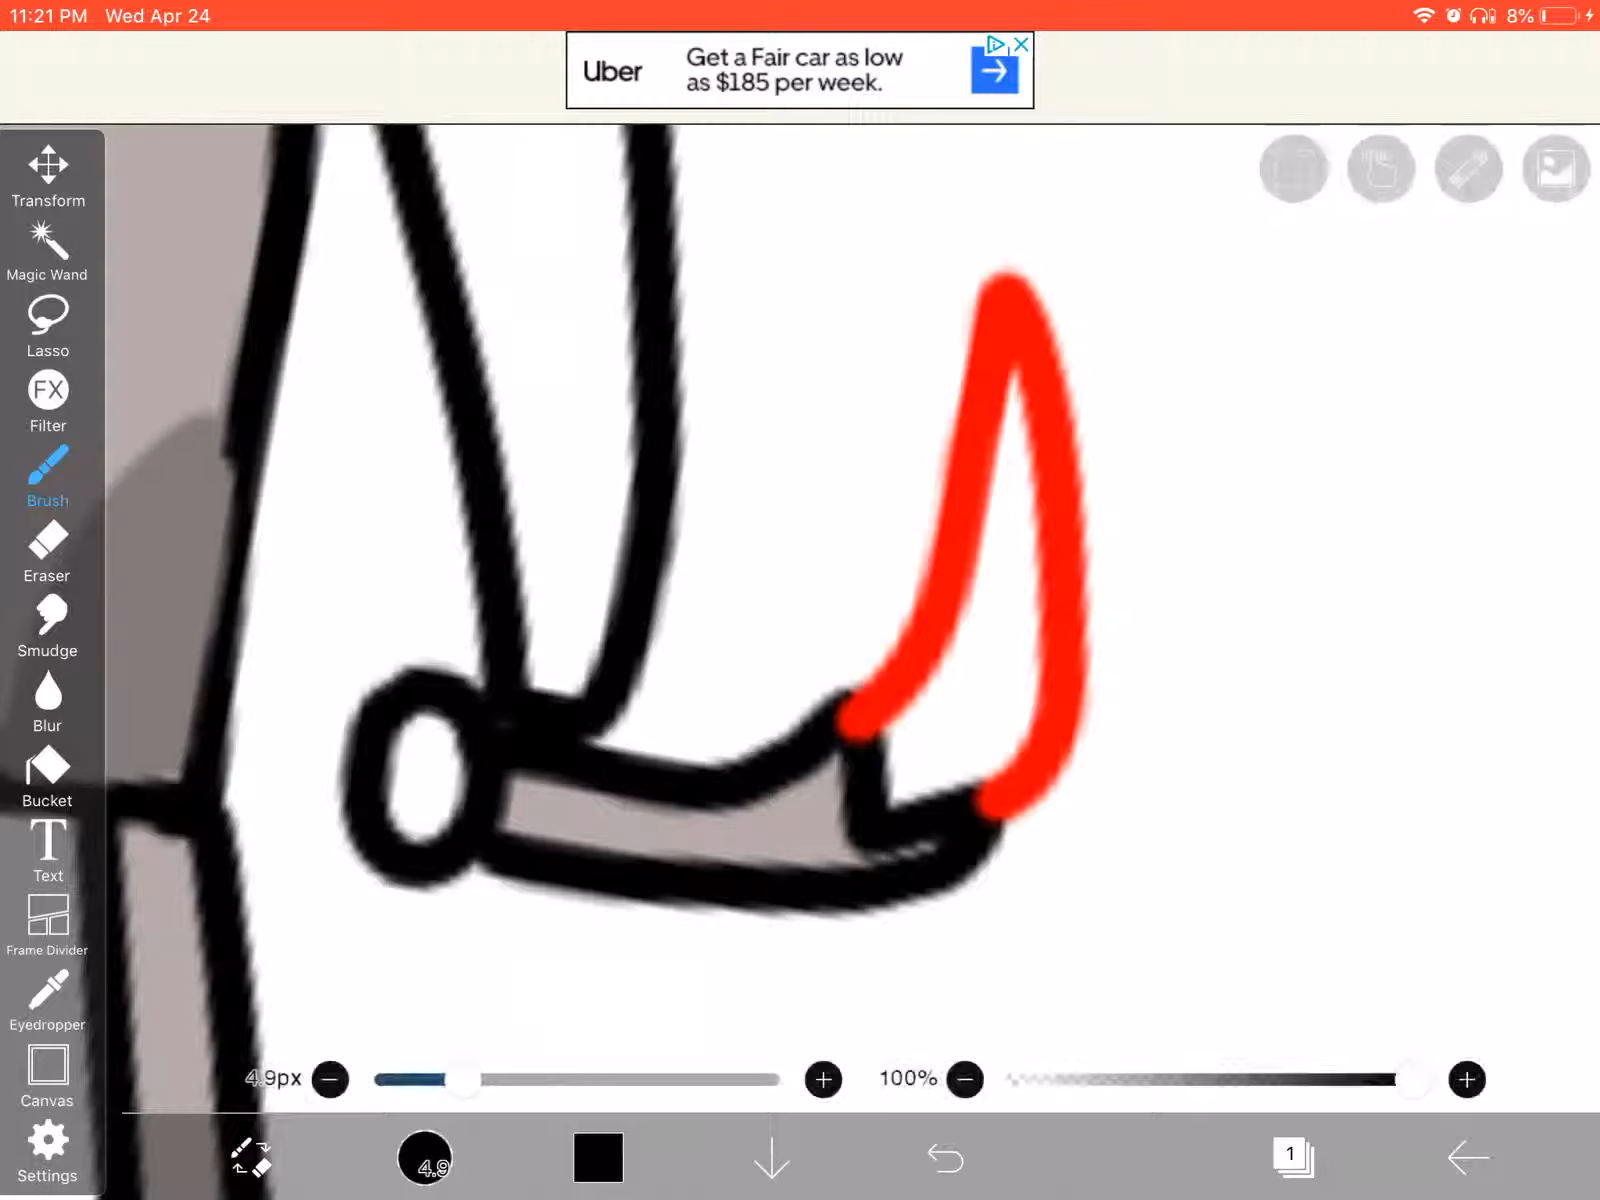 11:21 PM Wed Apr 24
8%
Uber
Get a Fair car as low
as $185 per week.
Transform
Magic Wand
Lasso
FX
Filter
Brush
Eraser
Smudge
Blur
Bucket
T
Text
Frame Divider
Eyedropper
Canvas
Settings
4.9px
100%
4.9
1